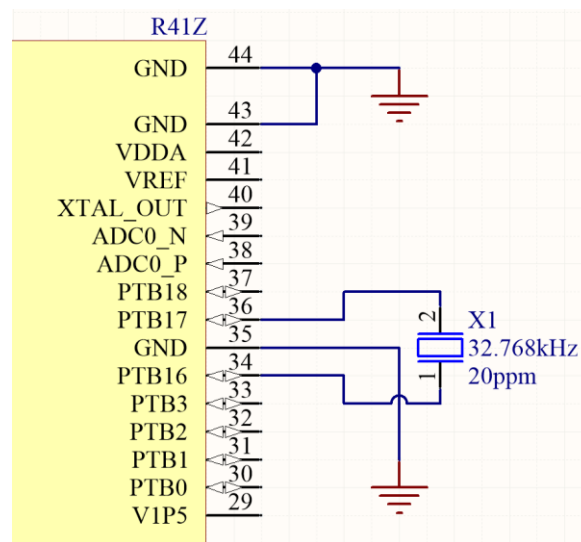 R41Z
GND 44
GND 43
VDDA 42
VREF 41
XTAL_OUT 40
ADC0_N 39
ADC0_P 38
PTB18 37
PTB17 36
GND 35
PTB16 34
PTB3 33
PTB2 32
PTB1 31
PTB0 30
V1P5 29
2 X1
32.768kHz
1 20ppm